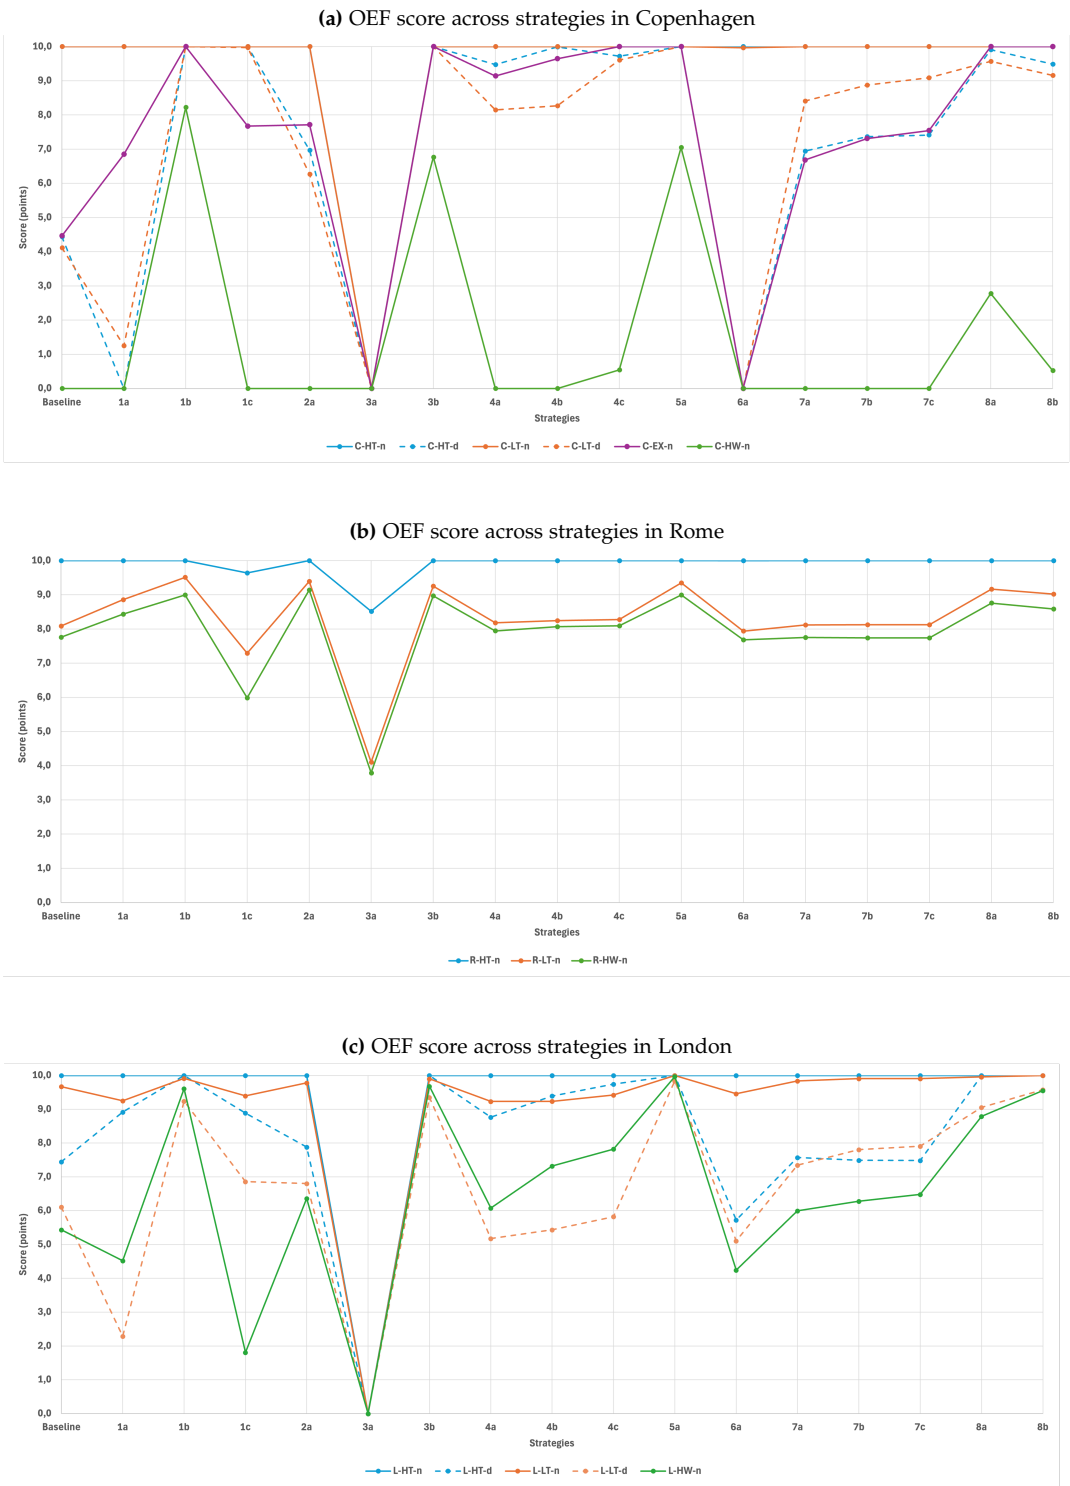 (a) OEF score across strategies in Copenhagen
10,0
9,0
8,0
7,0
6,0
5,0
4,0
3,0
2,0
1,0
0,0
Score (points)
Baseline 1a 1b 1c 2a 3a 3b 4a 4b 4c 5a 6a 7a 7b 7c 8a 8b
Strategies
C-HT-n C-HT-d C-LT-n C-LT-d C-EX-n C-HW-n
(b) OEF score across strategies in Rome
10,0
9,0
8,0
7,0
6,0
5,0
4,0
3,0
2,0
1,0
0,0
Score (points)
Baseline 1a 1b 1c 2a 3a 3b 4a 4b 4c 5a 6a 7a 7b 7c 8a 8b
Strategies
R-HT-n R-LT-n R-HW-n
(c) OEF score across strategies in London
10,0
9,0
8,0
7,0
6,0
5,0
4,0
3,0
2,0
1,0
0,0
Score (points)
Baseline 1a 1b 1c 2a 3a 3b 4a 4b 4c 5a 6a 7a 7b 7c 8a 8b
Strategies
L-HT-n L-HT-d L-LT-n L-LT-d L-HW-n